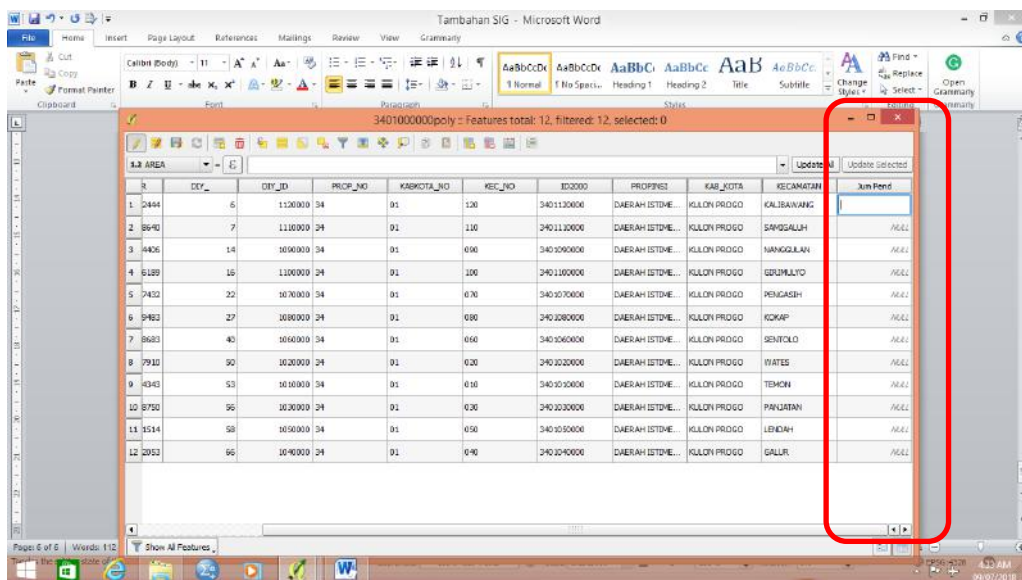 Tambahan SIG - Microsoft Word
File Home Insert Page Layout References Mailings Review View Grammarly
Cut
Copy
Paste Format Painter
Clipboard
Calibri (Body) 11
Font
Paragraph
AaBbCcDc AaBbCcDc AaBbC AaBbCc AaB AaBbCc.
¶ Normal ¶ No Spaci... Heading 1 Heading 2 Title Subtitle
Styles
Change Styles
Find
Replace
Select
Editing
Open Grammarly
3401000000poly :: Features total: 12, filtered: 12, selected: 0
1.2 AREA = ε Update All Update Selected
R DIY_ DIY_ID PROP_NO KABKOTA_NO KEC_NO ID2000 PROPINSI KAB_KOTA KECAMATAN Jum Pend
1 2444 6 1120000 34 01 120 3401120000 DAERAH ISTIME... KULON PROGO KALIBAWANG
2 8640 7 1110000 34 01 110 3401110000 DAERAH ISTIME... KULON PROGO SAMIGALUH NULL
3 4406 14 1090000 34 01 090 3401090000 DAERAH ISTIME... KULON PROGO NANGGULAN NULL
4 6189 16 1100000 34 01 100 3401100000 DAERAH ISTIME... KULON PROGO GIRIMULYO NULL
5 7432 22 1070000 34 01 070 3401070000 DAERAH ISTIME... KULON PROGO PENGASIH NULL
6 9483 27 1080000 34 01 080 3401080000 DAERAH ISTIME... KULON PROGO KOKAP NULL
7 8683 40 1060000 34 01 060 3401060000 DAERAH ISTIME... KULON PROGO SENTOLO NULL
8 7910 50 1020000 34 01 020 3401020000 DAERAH ISTIME... KULON PROGO WATES NULL
9 4343 53 1010000 34 01 010 3401010000 DAERAH ISTIME... KULON PROGO TEMON NULL
10 8750 56 1030000 34 01 030 3401030000 DAERAH ISTIME... KULON PROGO PANJATAN NULL
11 1514 58 1050000 34 01 050 3401050000 DAERAH ISTIME... KULON PROGO LENDAH NULL
12 2053 66 1040000 34 01 040 3401040000 DAERAH ISTIME... KULON PROGO GALUR NULL
Show All Features
Page: 6 of 6 Words: 112
4:33 AM
09/07/2018